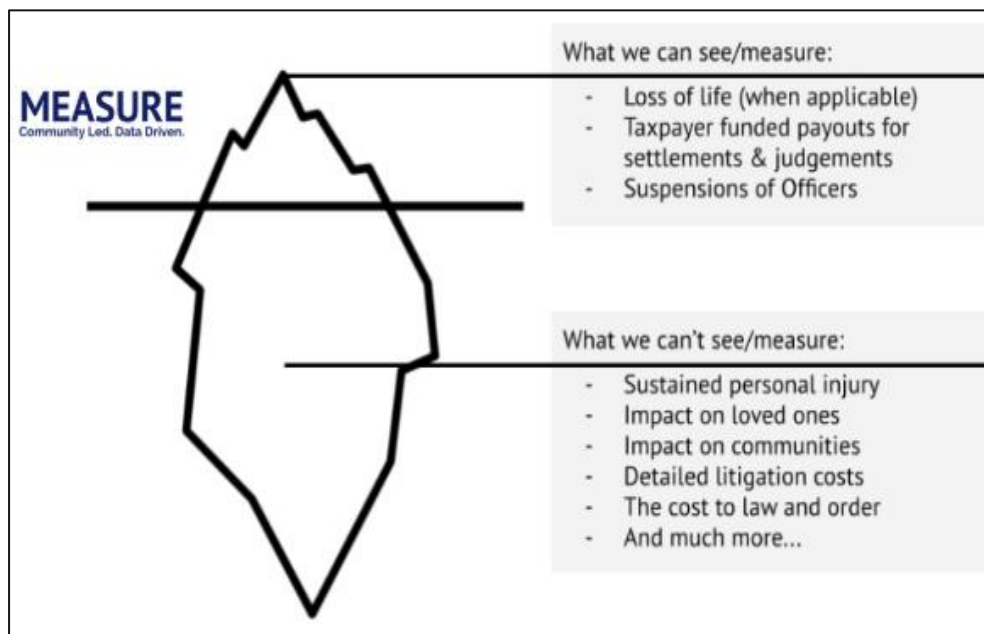 MEASURE
Community Led. Data Driven.
What we can see/measure:
- Loss of life (when applicable)
- Taxpayer funded payouts for
settlements & judgements
- Suspensions of Officers
What we can't see/measure:
- Sustained personal injury
- Impact on loved ones
- Impact on communities
- Detailed litigation costs
- The cost to law and order
- And much more...